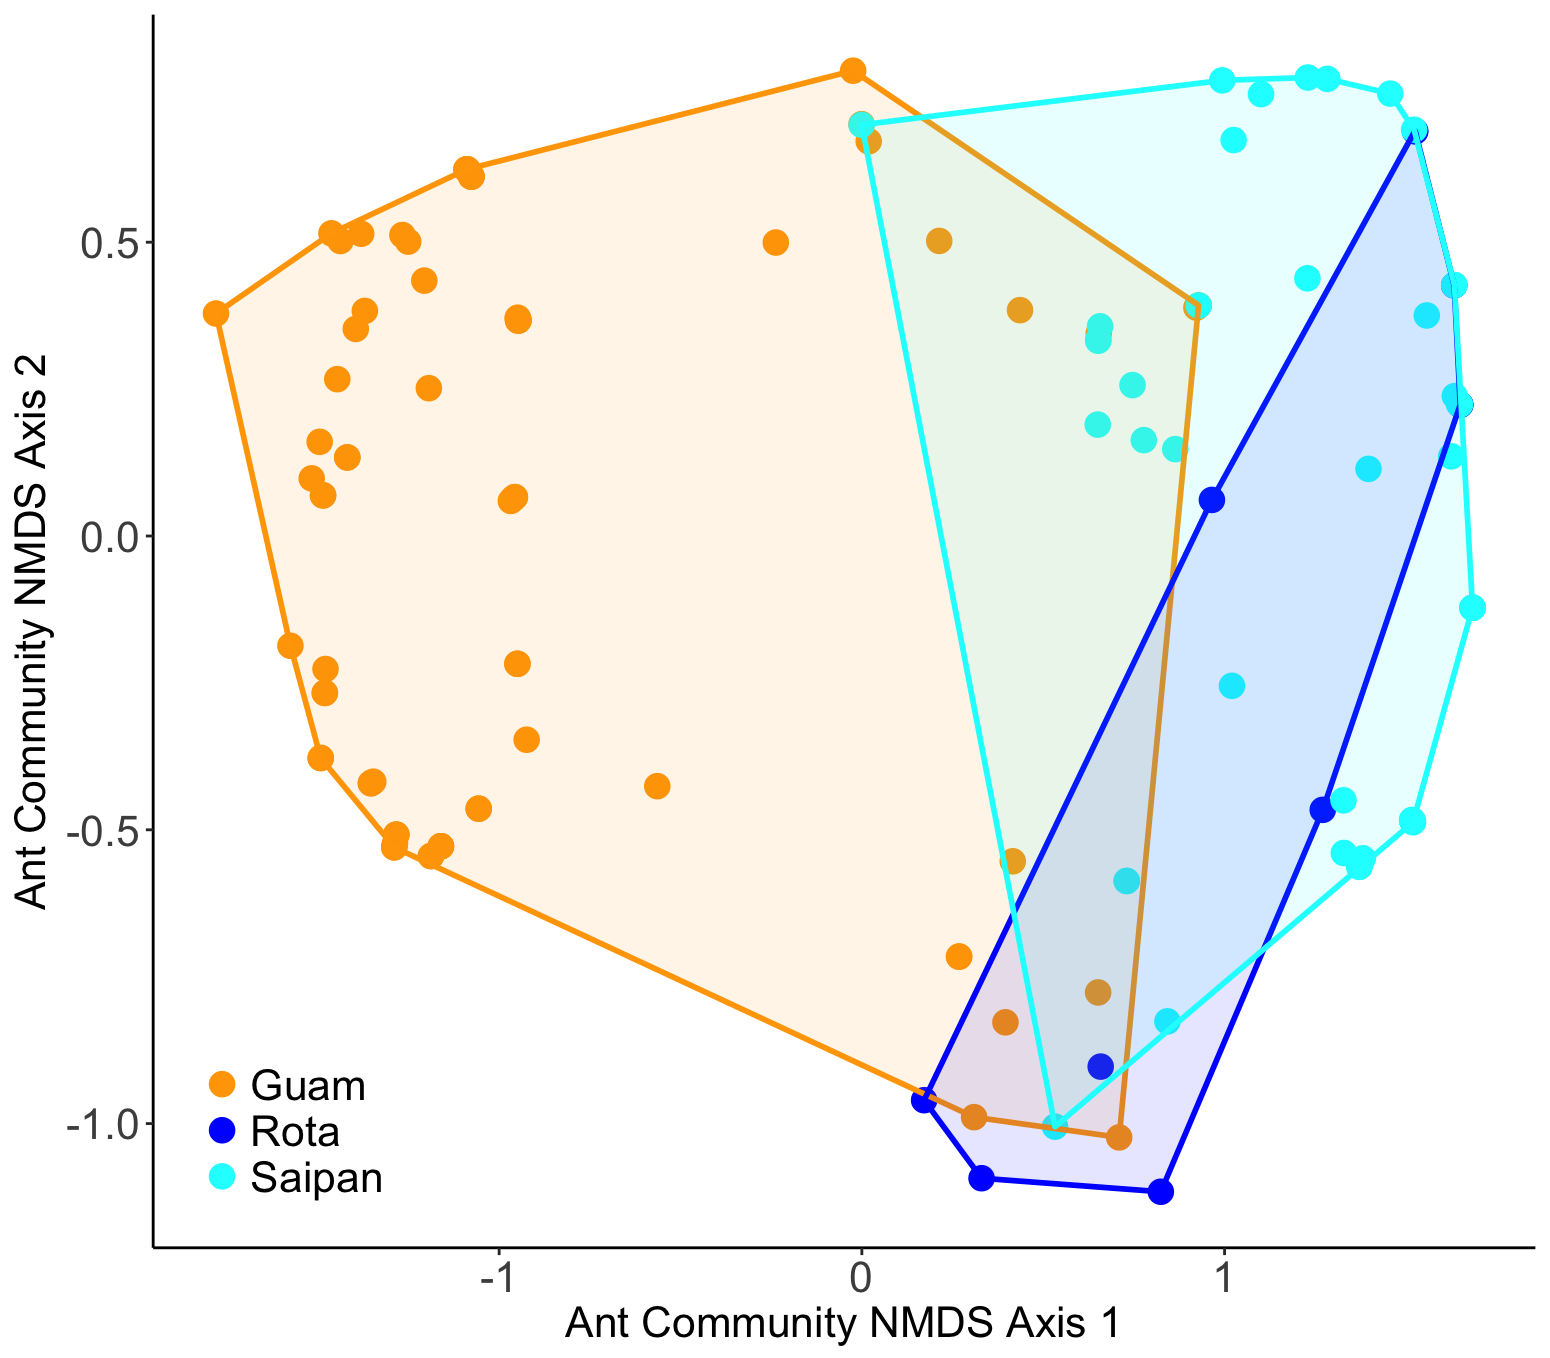 Ant Community NMDS Axis 2
0.5
0.0
-0.5
-1.0
Guam
Rota
Saipan
-1
0
1
Ant Community NMDS Axis 1